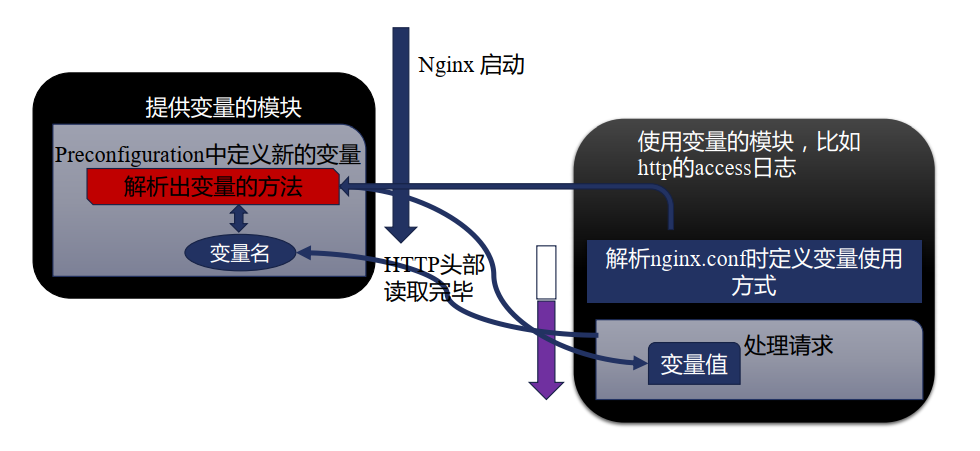 Nginx 启动
提供变量的模块
Preconfiguration中定义新的变量
解析出变量的方法
变量名
HTTP头部
读取完毕
使用变量的模块，比如
http的access日志
解析nginx.conf时定义变量使用
方式
处理请求
变量值